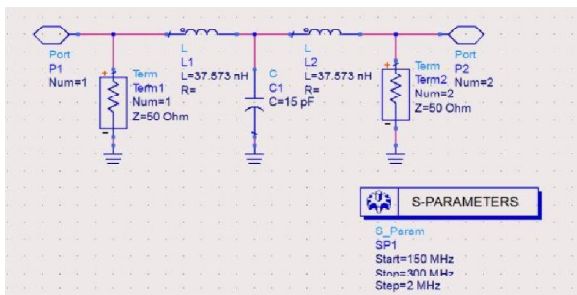 Port
P1
Num=1
Term
Term1
Num=1
Z=50 Ohm
L
L1
L=37.573 nH
R=
C
C1
C=15 pF
L
L2
L=37.573 nH
R=
Term
Term2
Num=2
Z=50 Ohm
Port
P2
Num=2
S-PARAMETERS
S_Param
SP1
Start=150 MHz
Stop=300 MHz
Step=2 MHz